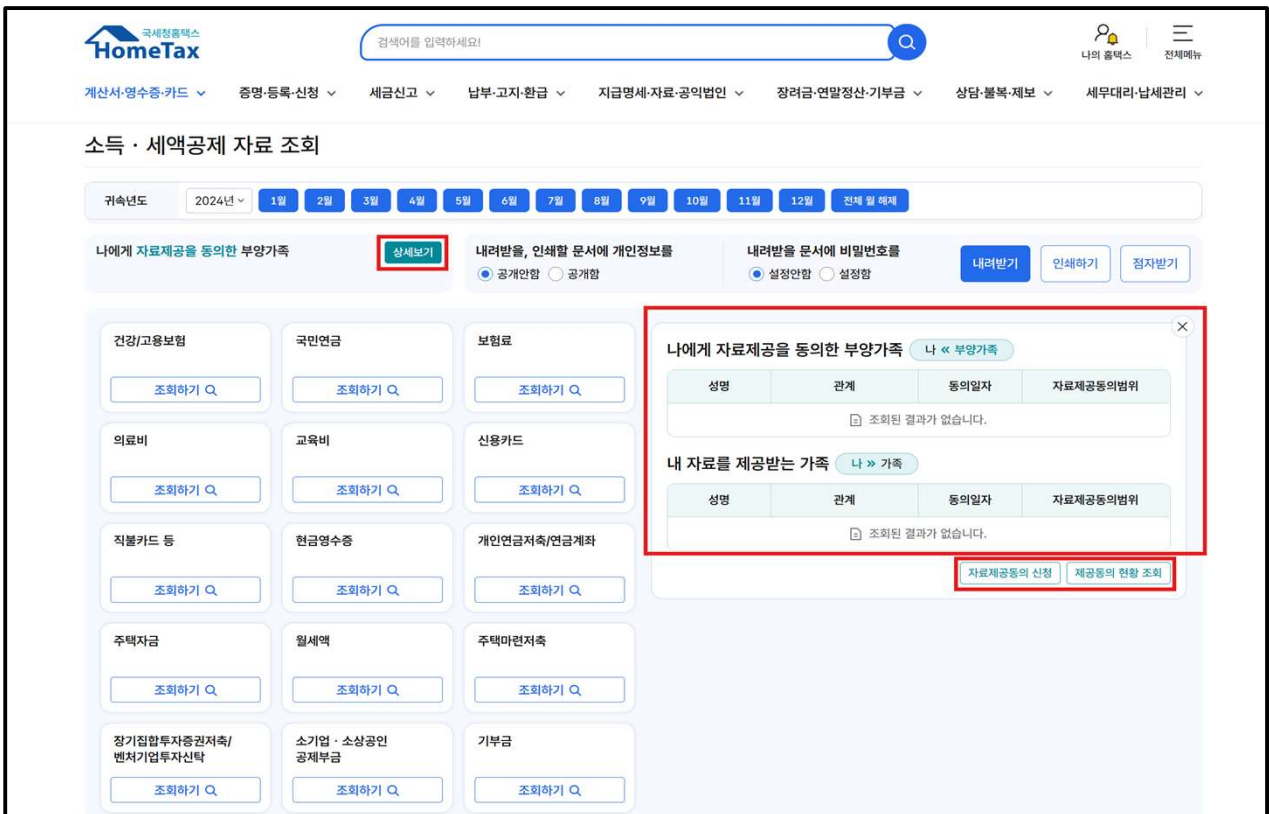 국세청홈택스
HomeTax
검색어를 입력하세요!
나의 홈택스
전체메뉴
계산서·영수증·카드 증명·등록·신청 세금신고 납부·고지·환급 지급명세·자료·공익법인 장려금·연말정산·기부금 상담·불복·제보 세무대리·납세관리
소득 · 세액공제 자료 조회
귀속년도 2024년 1월 2월 3월 4월 5월 6월 7월 8월 9월 10월 11월 12월 전체 월 해제
나에게 자료제공을 동의한 부양가족 상세보기
내려받을, 인쇄할 문서에 개인정보를
공개안함 공개함
내려받을 문서에 비밀번호를
설정안함 설정함
내려받기 인쇄하기 점자받기
건강/고용보험 국민연금 보험료
조회하기 조회하기 조회하기
의료비 교육비 신용카드
조회하기 조회하기 조회하기
직불카드 등 현금영수증 개인연금저축/연금계좌
조회하기 조회하기 조회하기
주택자금 월세액 주택마련저축
조회하기 조회하기 조회하기
장기집합투자증권저축/
벤처기업투자신탁
소기업 · 소상공인
공제부금
기부금
조회하기 조회하기 조회하기
나에게 자료제공을 동의한 부양가족 나 « 부양가족
성명 관계 동의일자 자료제공동의범위
조회된 결과가 없습니다.
내 자료를 제공받는 가족 나 » 가족
성명 관계 동의일자 자료제공동의범위
조회된 결과가 없습니다.
자료제공동의 신청 제공동의 현황 조회